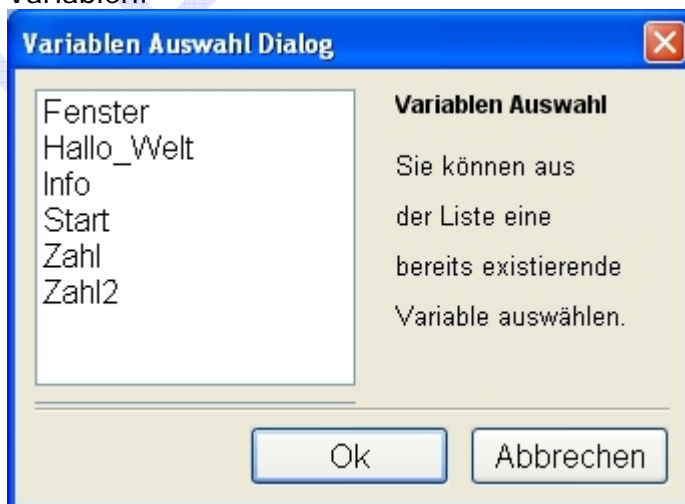 Variablen Auswahl Dialog
Fenster
Hallo_Welt
Info
Start
Zahl
Zahl2
Variablen Auswahl
Sie können aus
der Liste eine
bereits existierende
Variable auswählen.
Ok
Abbrechen